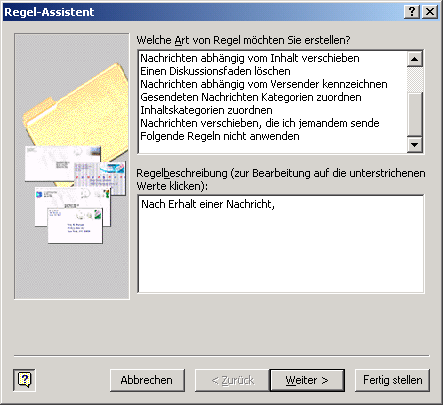 Regel-Assistent
Welche Art von Regel möchten Sie erstellen?
Nachrichten abhängig vom Inhalt verschieben
Einen Diskussionsfaden löschen
Nachrichten abhängig vom Versender kennzeichnen
Gesendeten Nachrichten Kategorien zuordnen
Inhaltskategorien zuordnen
Nachrichten verschieben, die ich jemandem sende
Folgende Regeln nicht anwenden
Regelbeschreibung (zur Bearbeitung auf die unterstrichenen
Werte klicken):
Nach Erhalt einer Nachricht,
Abbrechen
< Zurück
Weiter >
Fertig stellen